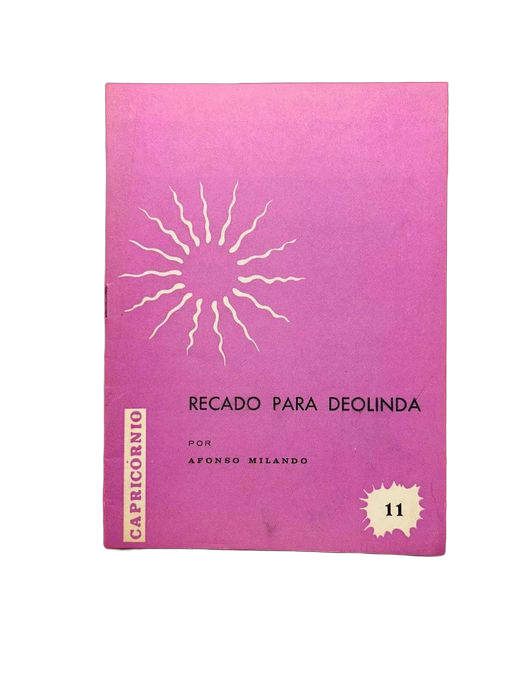 RECADO PARA DEOLINDA
POR
AFONSO MILANDO
CAPRICÓRNIO
11